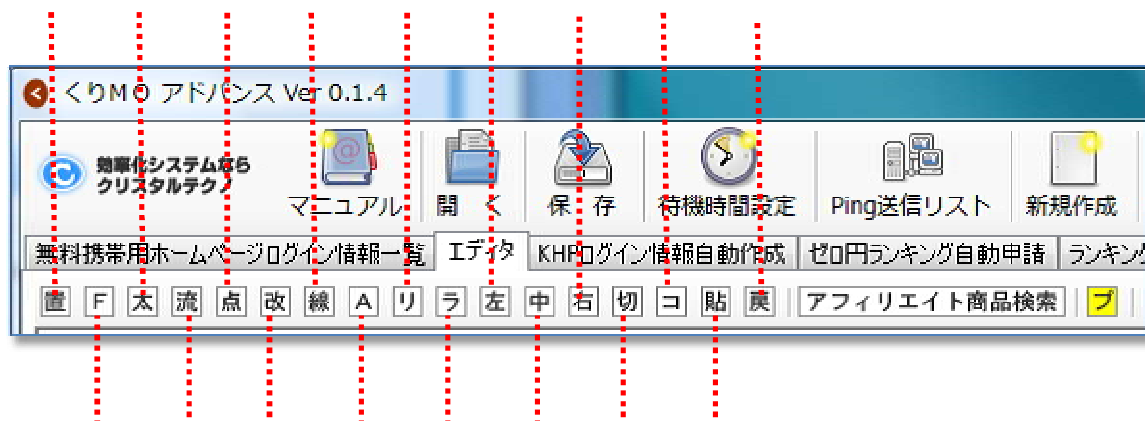 くりMO アドバンス Ver 0.1.4
効率化システムなら
クリスタルテクノ
マニュアル 開 く 保 存 待機時間設定 Ping送信リスト 新規作成
無料携帯用ホームページログイン情報一覧 エディタ KHPログイン情報自動作成 ゼロ円ランキング自動申請 ランキング
置 F 太 流 点 改 線 A リ ラ 左 中 右 切 コ 貼 戻 アフィリエイト商品検索 ブ